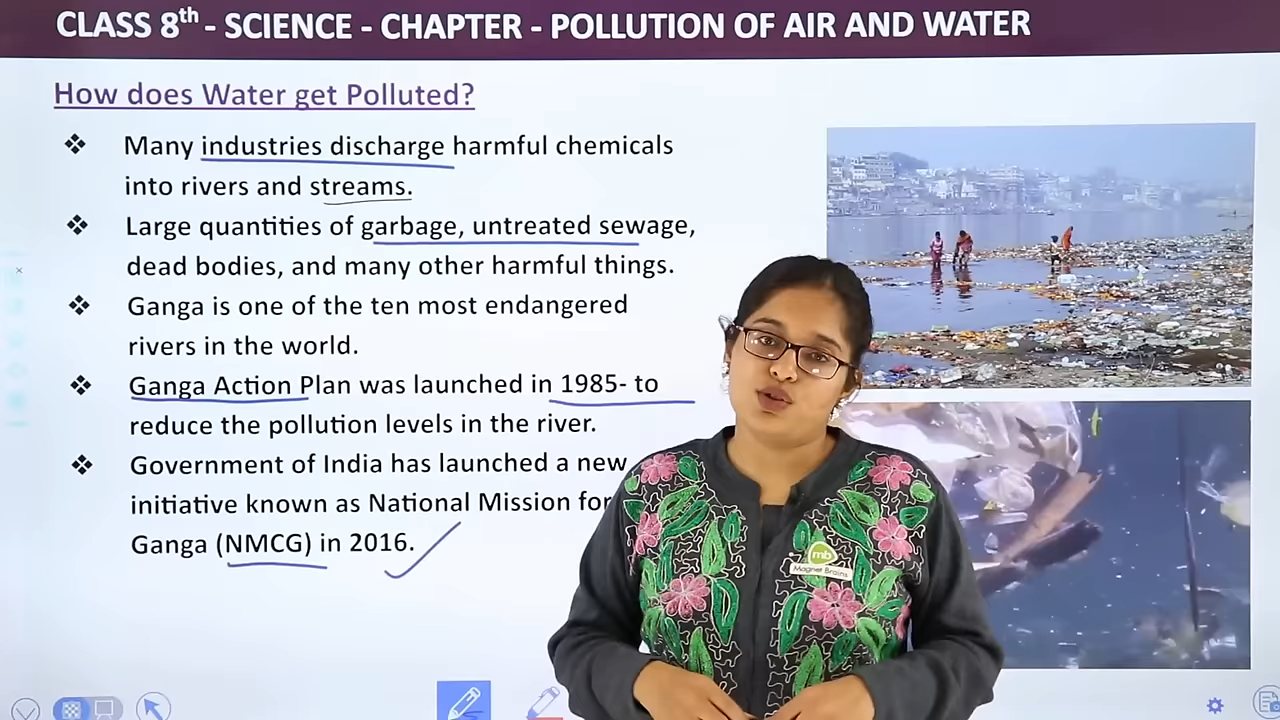 CLASS 8th - SCIENCE - CHAPTER - POLLUTION OF AIR AND WATER
How does Water get Polluted?
❖ Many industries discharge harmful chemicals
into rivers and streams.
❖ Large quantities of garbage, untreated sewage,
dead bodies, and many other harmful things.
❖ Ganga is one of the ten most endangered
rivers in the world.
❖ Ganga Action Plan was launched in 1985- to
reduce the pollution levels in the river.
❖ Government of India has launched a new
initiative known as National Mission for
Ganga (NMCG) in 2016.
mb
Magnet Brains